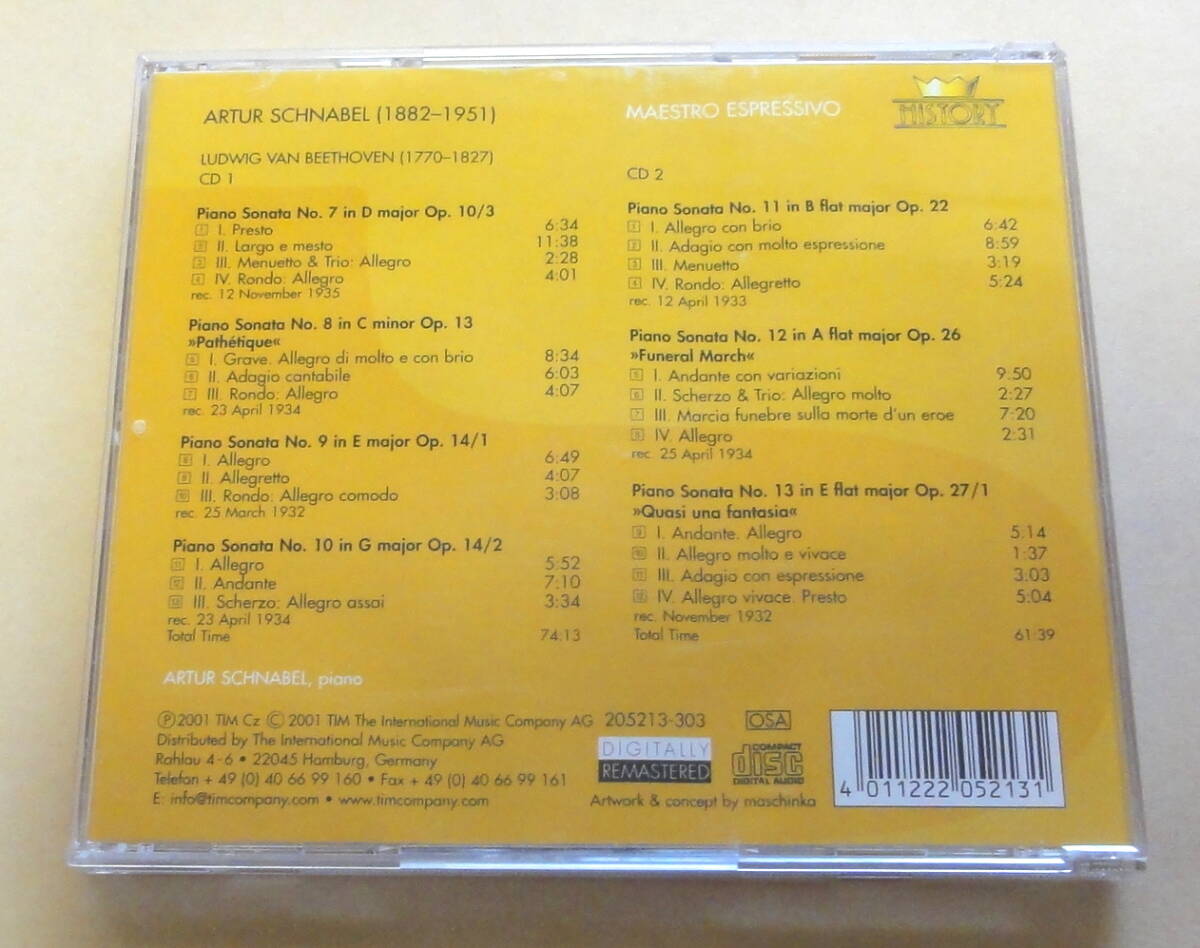 ARTUR SCHNABEL (1882–1951)
LUDWIG VAN BEETHOVEN (1770–1827)
CD 1
Piano Sonata No. 7 in D major Op. 10/3
1 I. Presto 6:34
2 II. Largo e mesto 11:38
3 III. Menuetto & Trio: Allegro 2:28
4 IV. Rondo: Allegro 4:01
rec. 12 November 1935
Piano Sonata No. 8 in C minor Op. 13
»Pathétique«
5 I. Grave. Allegro di molto e con brio 8:34
6 II. Adagio cantabile 6:03
7 III. Rondo: Allegro 4:07
rec. 23 April 1934
Piano Sonata No. 9 in E major Op. 14/1
8 I. Allegro 6:49
9 II. Allegretto 4:07
10 III. Rondo: Allegro comodo 3:08
rec. 25 March 1932
Piano Sonata No. 10 in G major Op. 14/2
11 I. Allegro 5:52
12 II. Andante 7:10
13 III. Scherzo: Allegro assai 3:34
rec. 23 April 1934
Total Time 74:13
ARTUR SCHNABEL, piano
MAESTRO ESPRESSIVO
HISTORY
CD 2
Piano Sonata No. 11 in B flat major Op. 22
1 I. Allegro con brio 6:42
2 II. Adagio con molto espressione 8:59
3 III. Menuetto 3:19
4 IV. Rondo: Allegretto 5:24
rec. 12 April 1933
Piano Sonata No. 12 in A flat major Op. 26
»Funeral March«
5 I. Andante con variazioni 9.50
6 II. Scherzo & Trio: Allegro molto 2:27
7 III. Marcia funebre sulla morte d'un eroe 7:20
8 IV. Allegro 2:31
rec. 25 April 1934
Piano Sonata No. 13 in E flat major Op. 27/1
»Quasi una fantasia«
9 I. Andante. Allegro 5:14
10 II. Allegro molto e vivace 1:37
11 III. Adagio con espressione 3:03
12 IV. Allegro vivace. Presto 5:04
rec. November 1932
Total Time 61:39
Ⓟ 2001 TIM Cz © 2001 TIM The International Music Company AG 205213-303 OSA
Distributed by The International Music Company AG
Rahlau 4-6 • 22045 Hamburg, Germany
Telefon + 49 (0) 40 66 99 160 • Fax + 49 (0) 40 66 99 161
E: info@timcompany.com • www.timcompany.com
DIGITALLY
REMASTERED
COMPACT
disc
DIGITAL AUDIO
Artwork & concept by maschinka
4 011222 052131